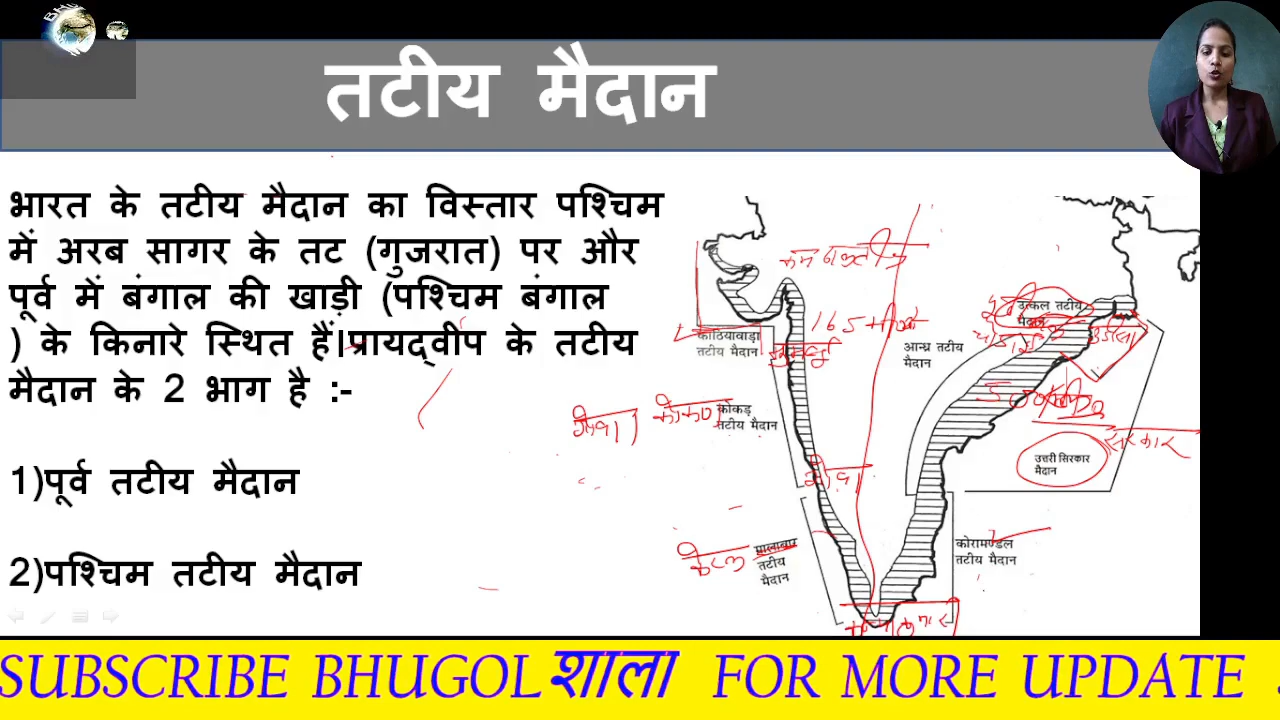 तटीय मैदान
भारत के तटीय मैदान का विस्तार पश्चिम
में अरब सागर के तट (गुजरात) पर और
पूर्व में बंगाल की खाड़ी (पश्चिम बंगाल
) के किनारे स्थित हैं।प्रायद्वीप के तटीय
मैदान के 2 भाग है :-
1)पूर्व तटीय मैदान
2)पश्चिम तटीय मैदान
काठियावाड़
तटीय मैदान
कोकड़
तटीय मैदान
गोवा
कोंकण
गोवा
केरल
तटीय
मैदान
उत्कल तटीय
मैदान
आन्ध्र तटीय
मैदान
उड़ीसा
सरकार
उत्तरी सिरकार
मैदान
कोरामण्डल
तटीय मैदान
SUBSCRIBE BHUGOLशाला FOR MORE UPDATE